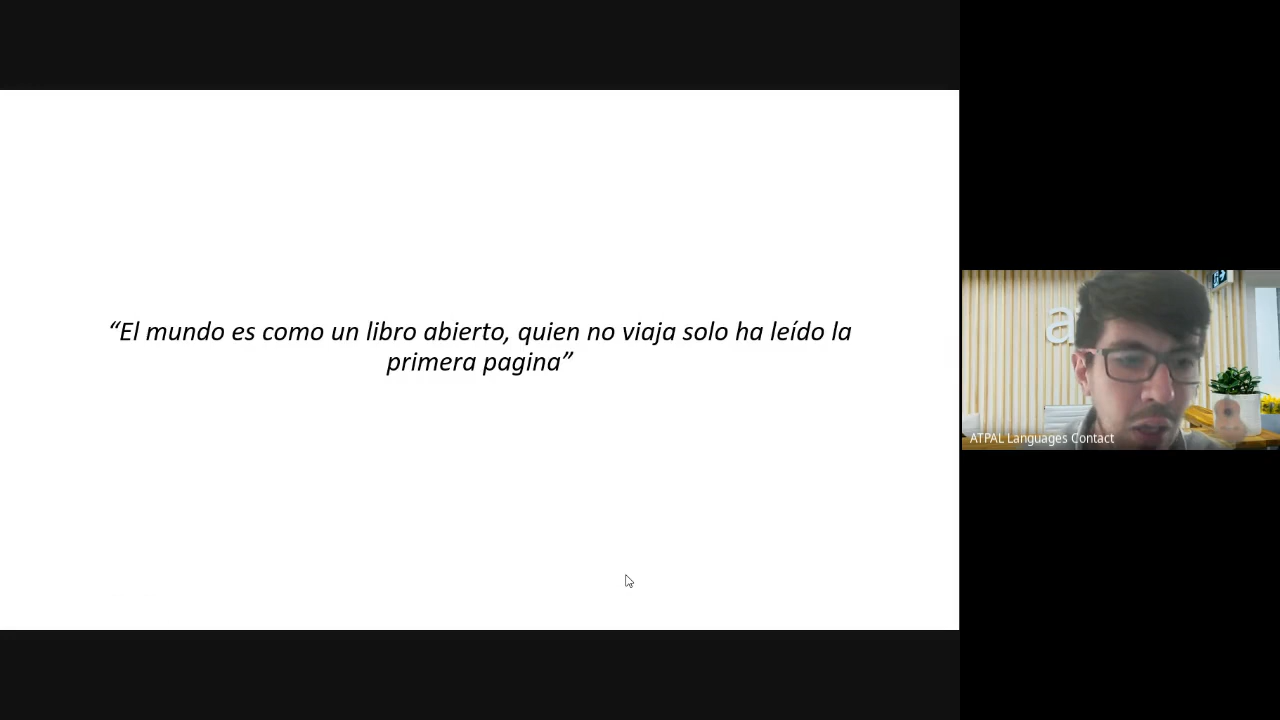 “El mundo es como un libro abierto, quien no viaja solo ha leído la
primera pagina”
a
ATPAL Languages Contact